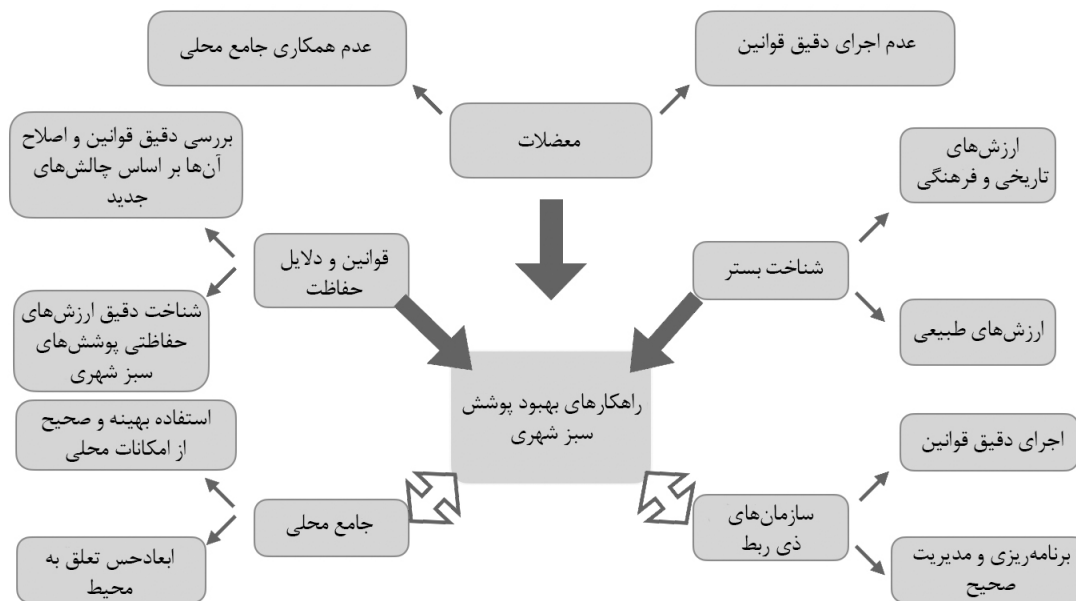 عدم اجرای دقیق قوانین
عدم همکاری جامع محلی
معضلات
ارزش‌های
تاریخی و فرهنگی
شناخت بستر
ارزش‌های طبیعی
بررسی دقیق قوانین و اصلاح
آن‌ها بر اساس چالش‌های
جدید
قوانین و دلایل
حفاظت
شناخت دقیق ارزش‌های
حفاظتی پوشش‌های
سبز شهری
راهکارهای بهبود پوشش
سبز شهری
اجرای دقیق قوانین
سازمان‌های
ذی ربط
برنامه‌ریزی و مدیریت
صحیح
استفاده بهینه و صحیح
از امکانات محلی
جامع محلی
ابعادحس تعلق به
محیط